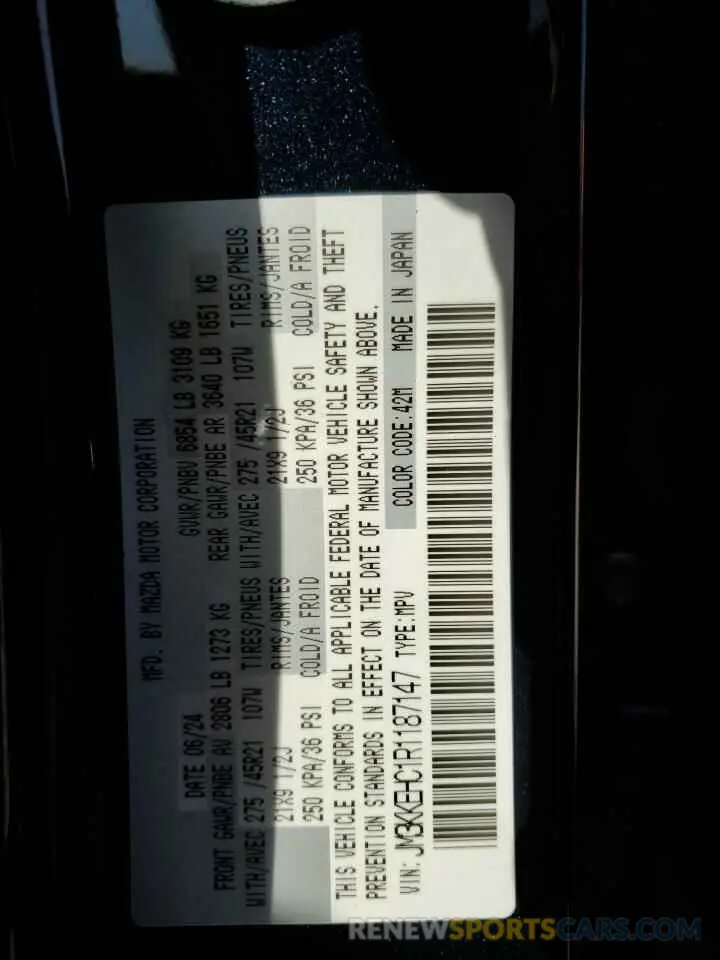 MFD. BY MAZDA MOTOR CORPORATION
DATE 06/24 GVWR/PNBV 6854 LB 3109 KG
FRONT GAWR/PNBE AV 2806 LB 1273 KG REAR GAWR/PNBE AR 3640 LB 1651 KG
WITH/AVEC 275 /45R21 107W TIRES/PNEUS WITH/AVEC 275 /45R21 107W TIRES/PNEUS
21X9 1/2J RIMS/JANTES 21X9 1/2J RIMS/JANTES
250 KPA/36 PSI COLD/A FROID 250 KPA/36 PSI COLD/A FROID
THIS VEHICLE CONFORMS TO ALL APPLICABLE FEDERAL MOTOR VEHICLE SAFETY AND THEFT
PREVENTION STANDARDS IN EFFECT ON THE DATE OF MANUFACTURE SHOWN ABOVE.
VIN: JM3KKEHC1R1187147 TYPE:MPV COLOR CODE:42M MADE IN JAPAN
RENEWSPORTSCARS.COM